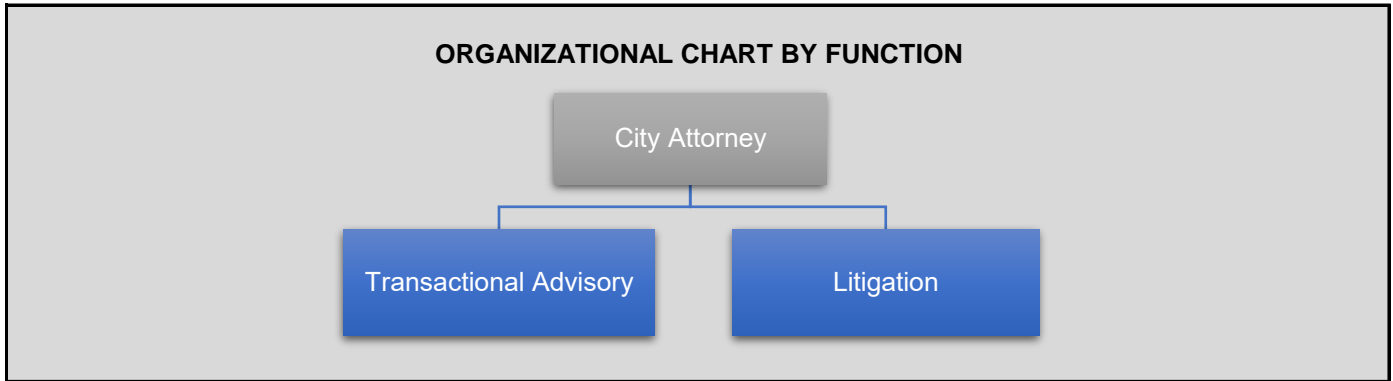 ORGANIZATIONAL CHART BY FUNCTION
City Attorney
Transactional Advisory
Litigation